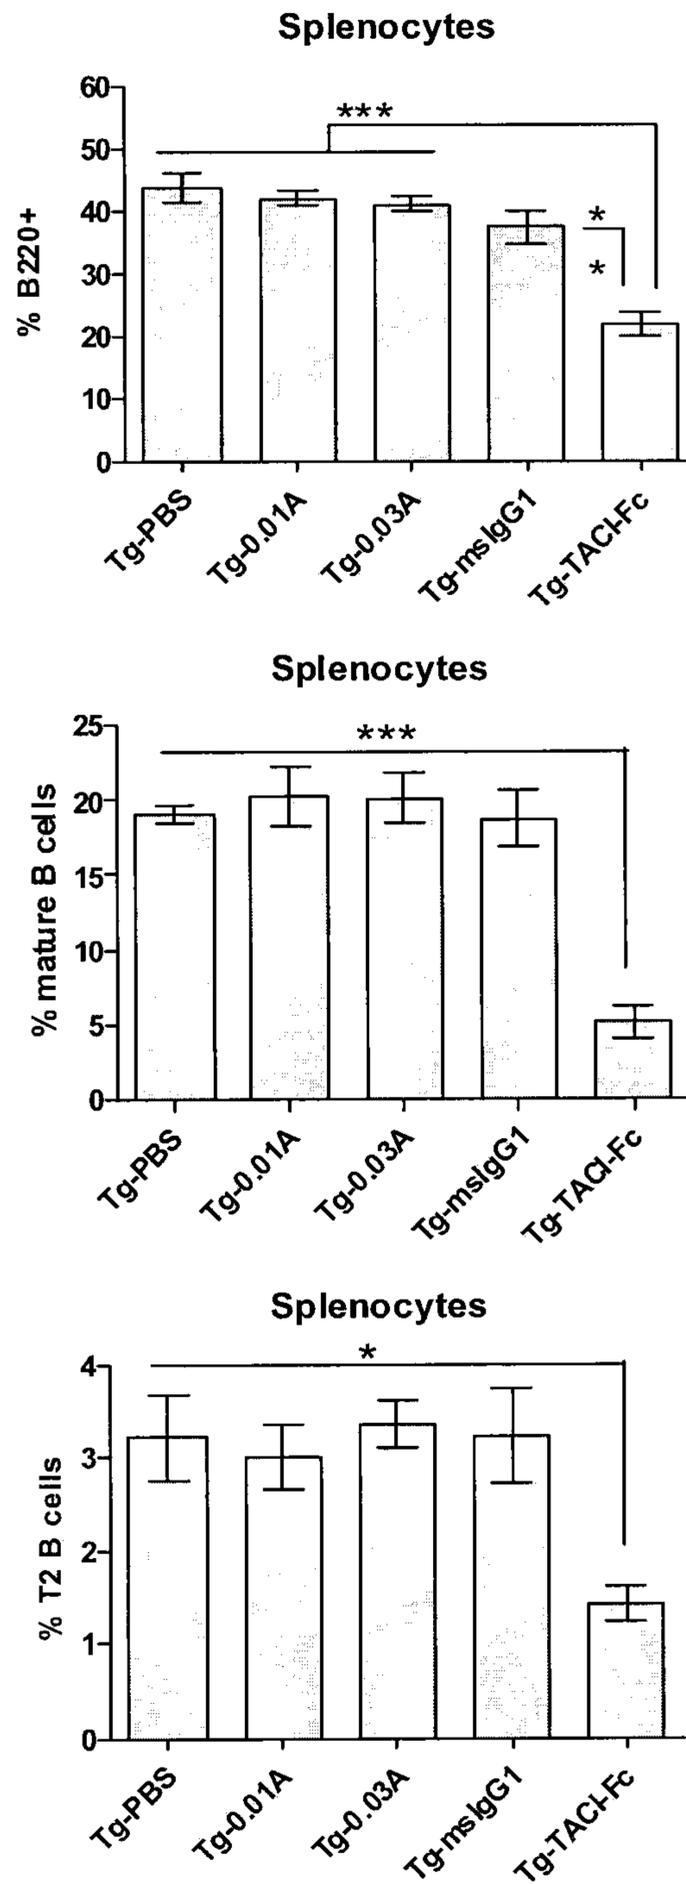 Splenocytes
60
50
40
30
20
10
0
% B220+
***
*
*
Tg-PBS
Tg-0.01A
Tg-0.03A
Tg-msIgG1
Tg-TACI-Fc
Splenocytes
25
20
15
10
5
0
% mature B cells
***
Tg-PBS
Tg-0.01A
Tg-0.03A
Tg-msIgG1
Tg-TACI-Fc
Splenocytes
4
3
2
1
0
% T2 B cells
*
Tg-PBS
Tg-0.01A
Tg-0.03A
Tg-msIgG1
Tg-TACI-Fc